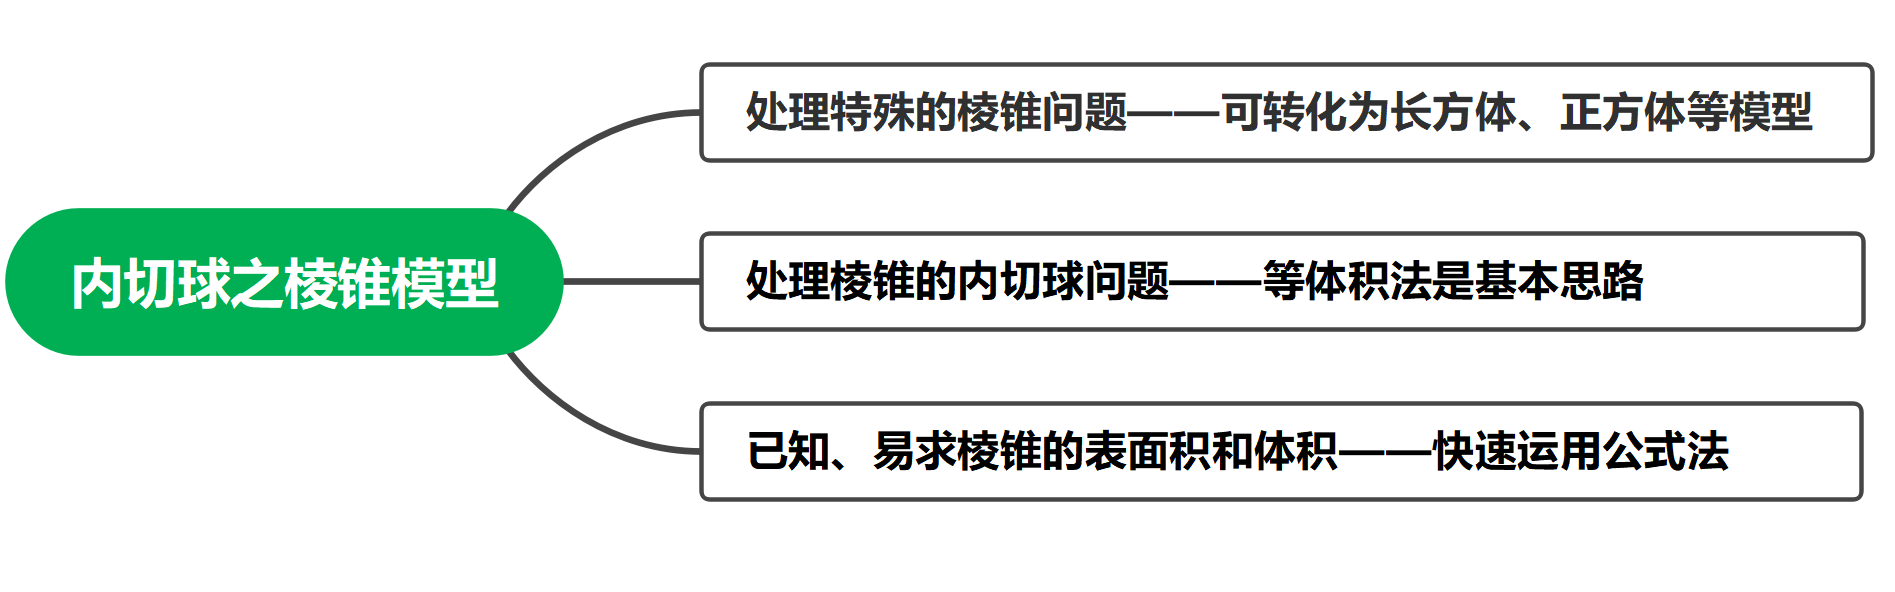 处理特殊的棱锥问题——可转化为长方体、正方体等模型
内切球之棱锥模型
处理棱锥的内切球问题——等体积法是基本思路
已知、易求棱锥的表面积和体积——快速运用公式法